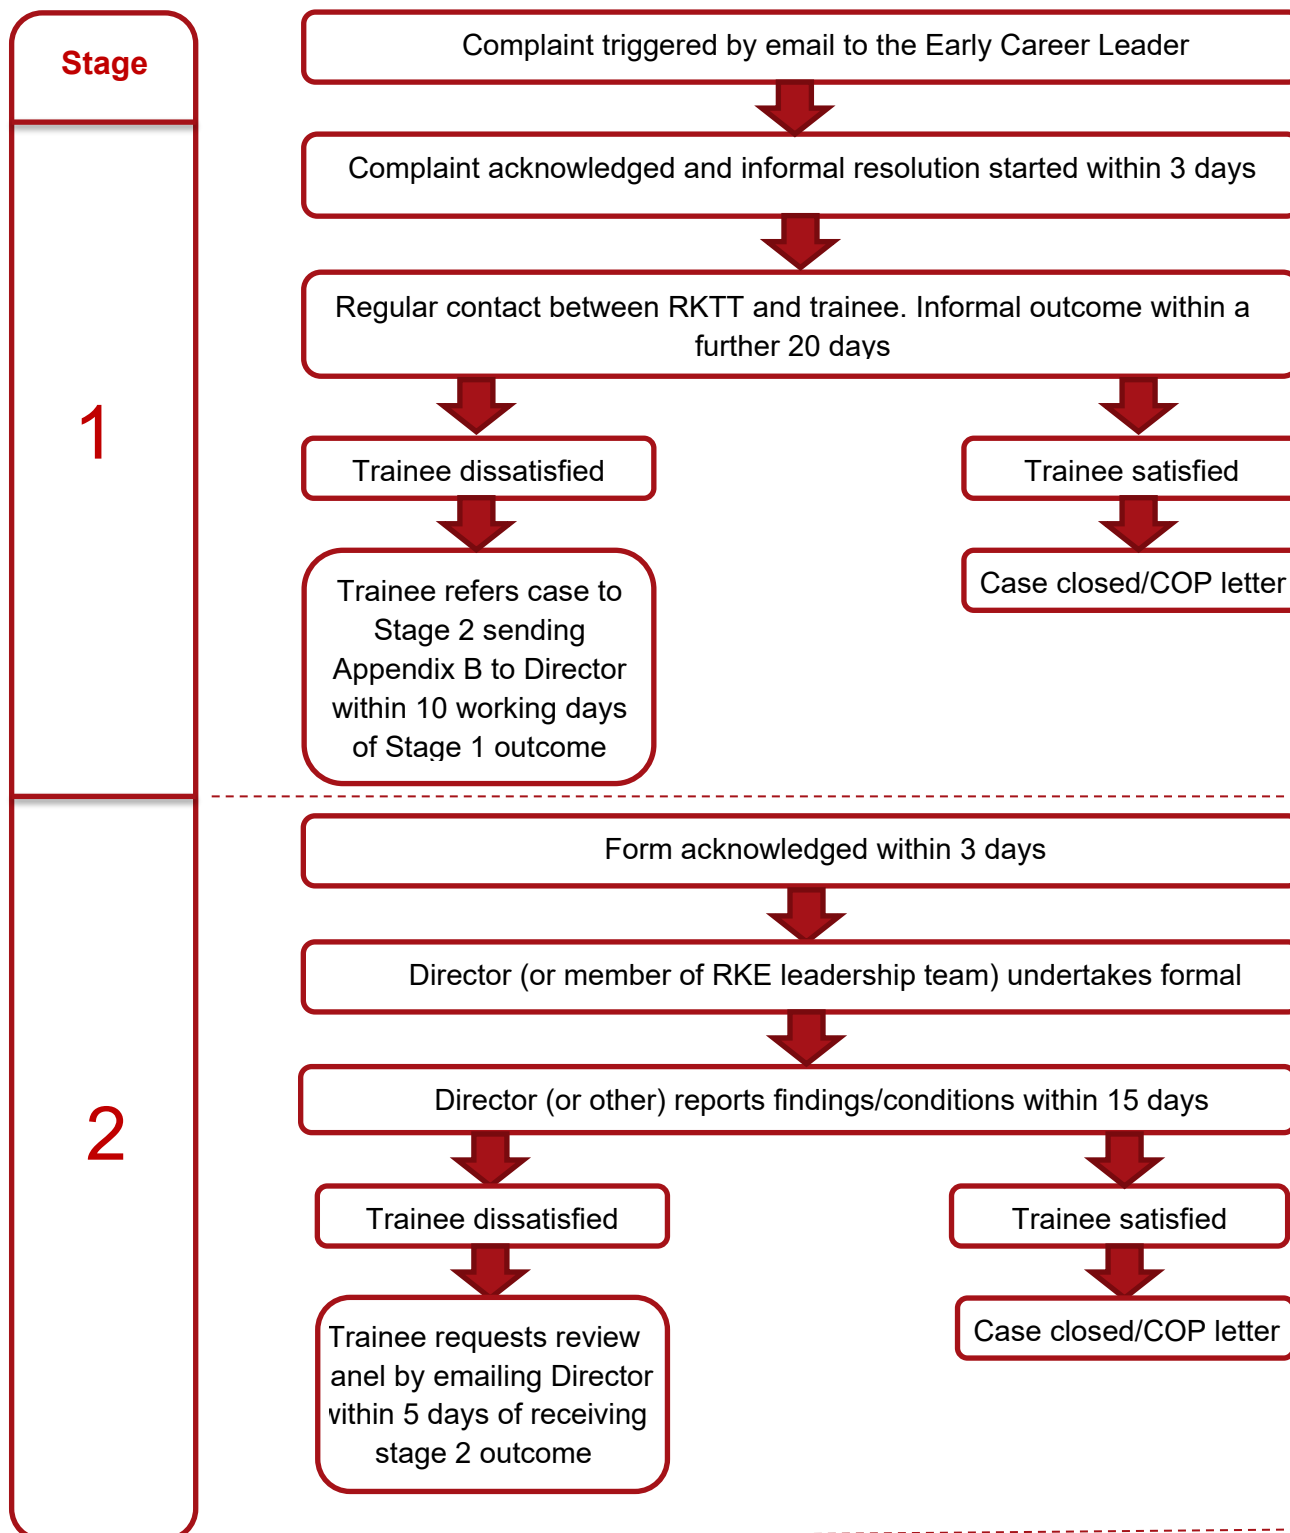 Stage
Complaint triggered by email to the Early Career Leader
1
Complaint acknowledged and informal resolution started within 3 days
Regular contact between RKTT and trainee. Informal outcome within a
further 20 days
Trainee dissatisfied
Trainee satisfied
Trainee refers case to
Stage 2 sending
Appendix B to Director
within 10 working days
of Stage 1 outcome
Case closed/COP letter
2
Form acknowledged within 3 days
Director (or member of RKE leadership team) undertakes formal
Director (or other) reports findings/conditions within 15 days
Trainee dissatisfied
Trainee satisfied
Trainee requests review
anel by emailing Director
within 5 days of receiving
stage 2 outcome
Case closed/COP letter